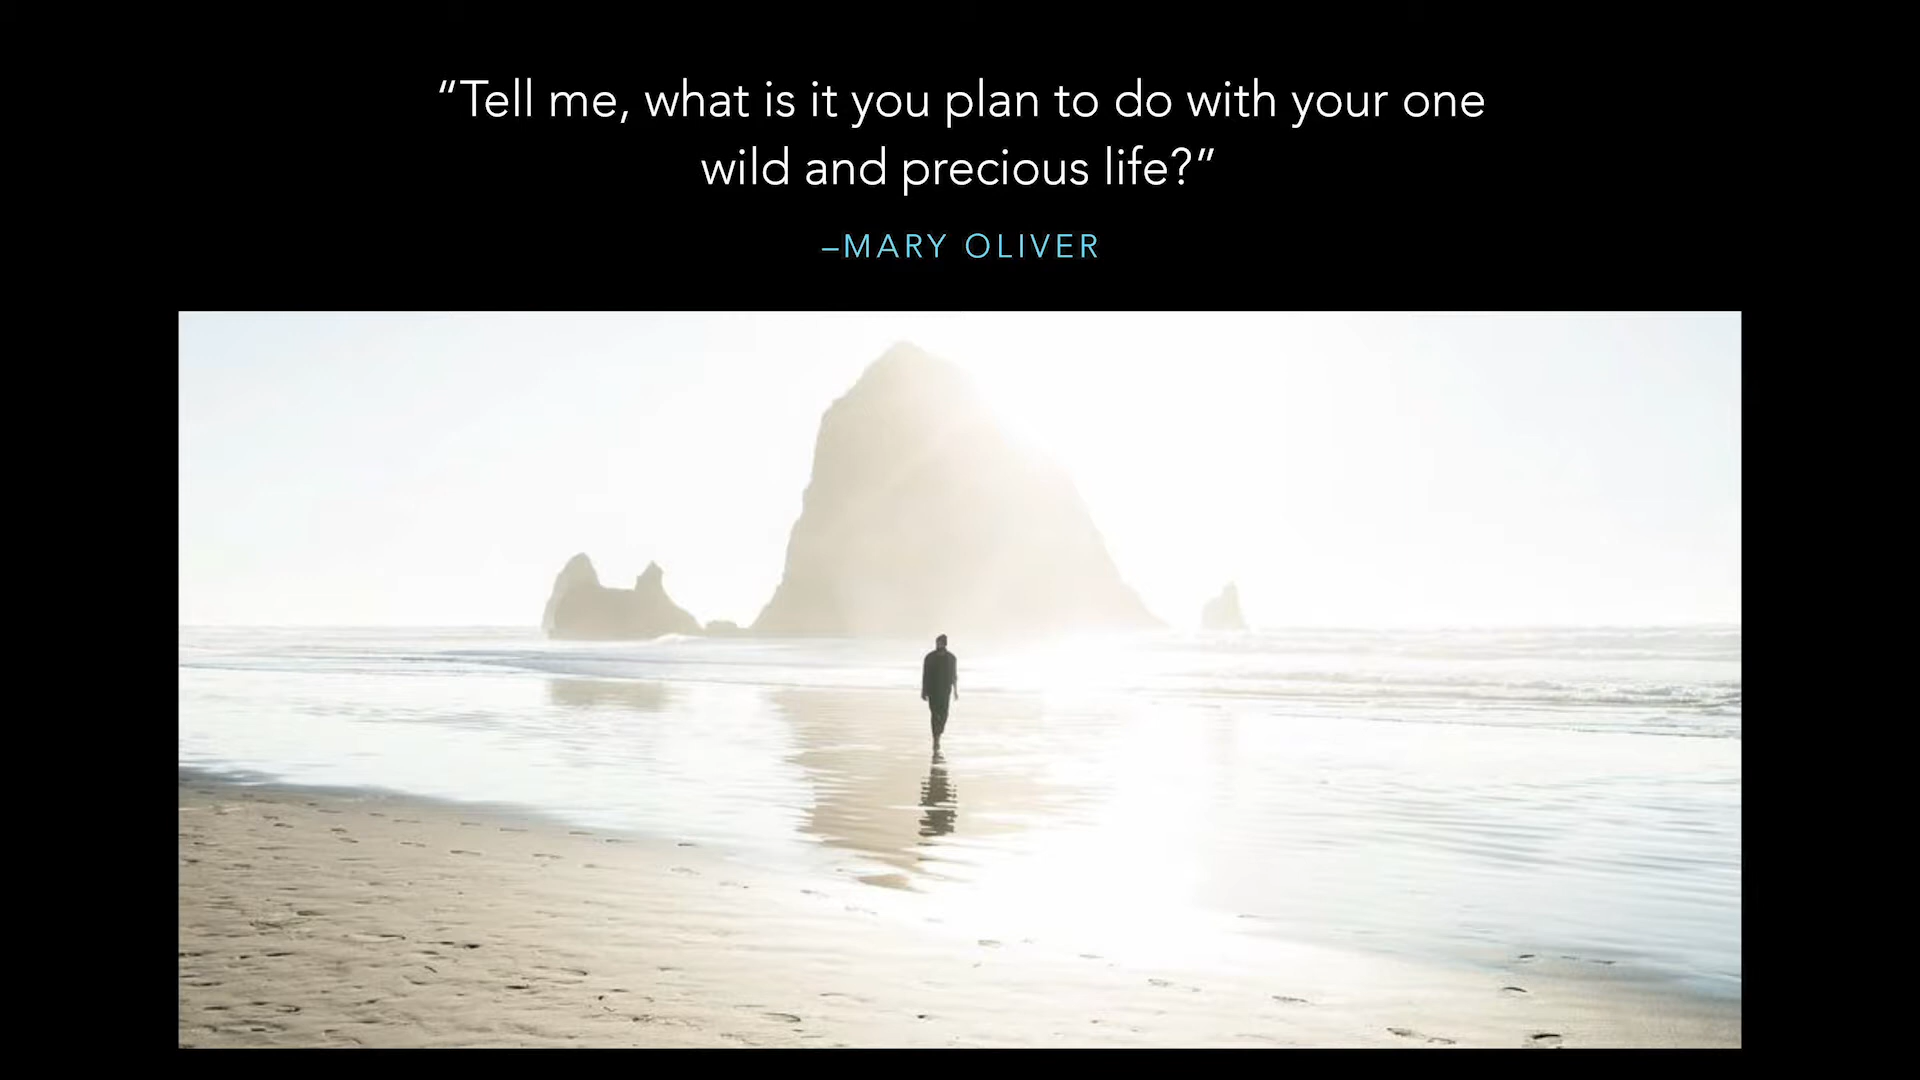 “Tell me, what is it you plan to do with your one
wild and precious life?”
–MARY OLIVER